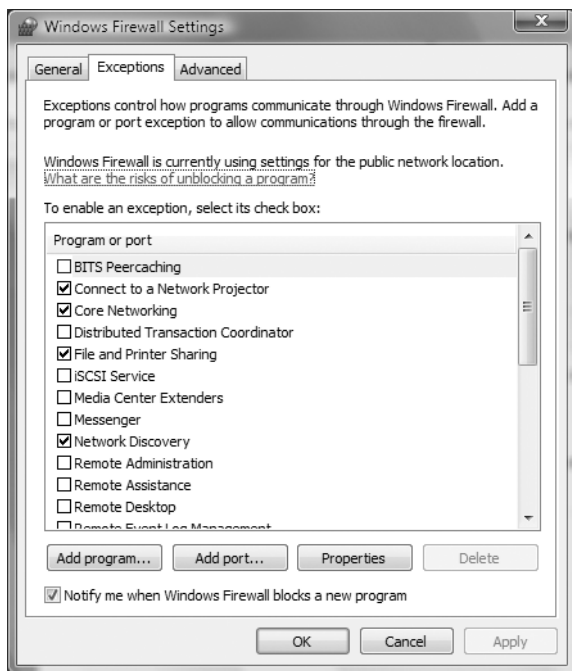 Windows Firewall Settings
General Exceptions Advanced
Exceptions control how programs communicate through Windows Firewall. Add a
program or port exception to allow communications through the firewall.
Windows Firewall is currently using settings for the public network location.
What are the risks of unblocking a program?
To enable an exception, select its check box:
Program or port
BITS Peercaching
Connect to a Network Projector
Core Networking
Distributed Transaction Coordinator
File and Printer Sharing
iSCSI Service
Media Center Extenders
Messenger
Network Discovery
Remote Administration
Remote Assistance
Remote Desktop
Remote Event Log Management
Add program... Add port... Properties Delete
Notify me when Windows Firewall blocks a new program
OK Cancel Apply